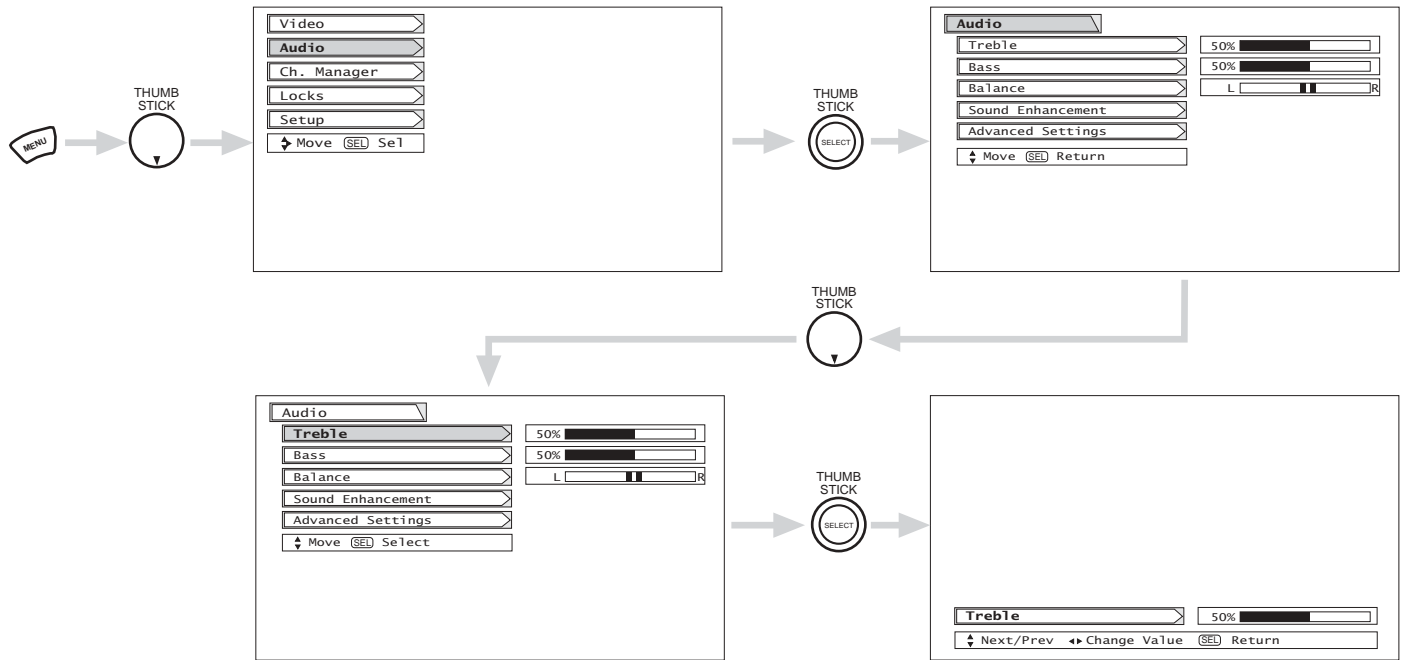 MENU
THUMB
STICK
Video
Audio
Ch. Manager
Locks
Setup
Move SEL Sel
THUMB
STICK
SELECT
Audio
Treble 50%
Bass 50%
Balance L R
Sound Enhancement
Advanced Settings
Move SEL Return
THUMB
STICK
Audio
Treble 50%
Bass 50%
Balance L R
Sound Enhancement
Advanced Settings
Move SEL Select
THUMB
STICK
SELECT
Treble 50%
Next/Prev Change Value SEL Return